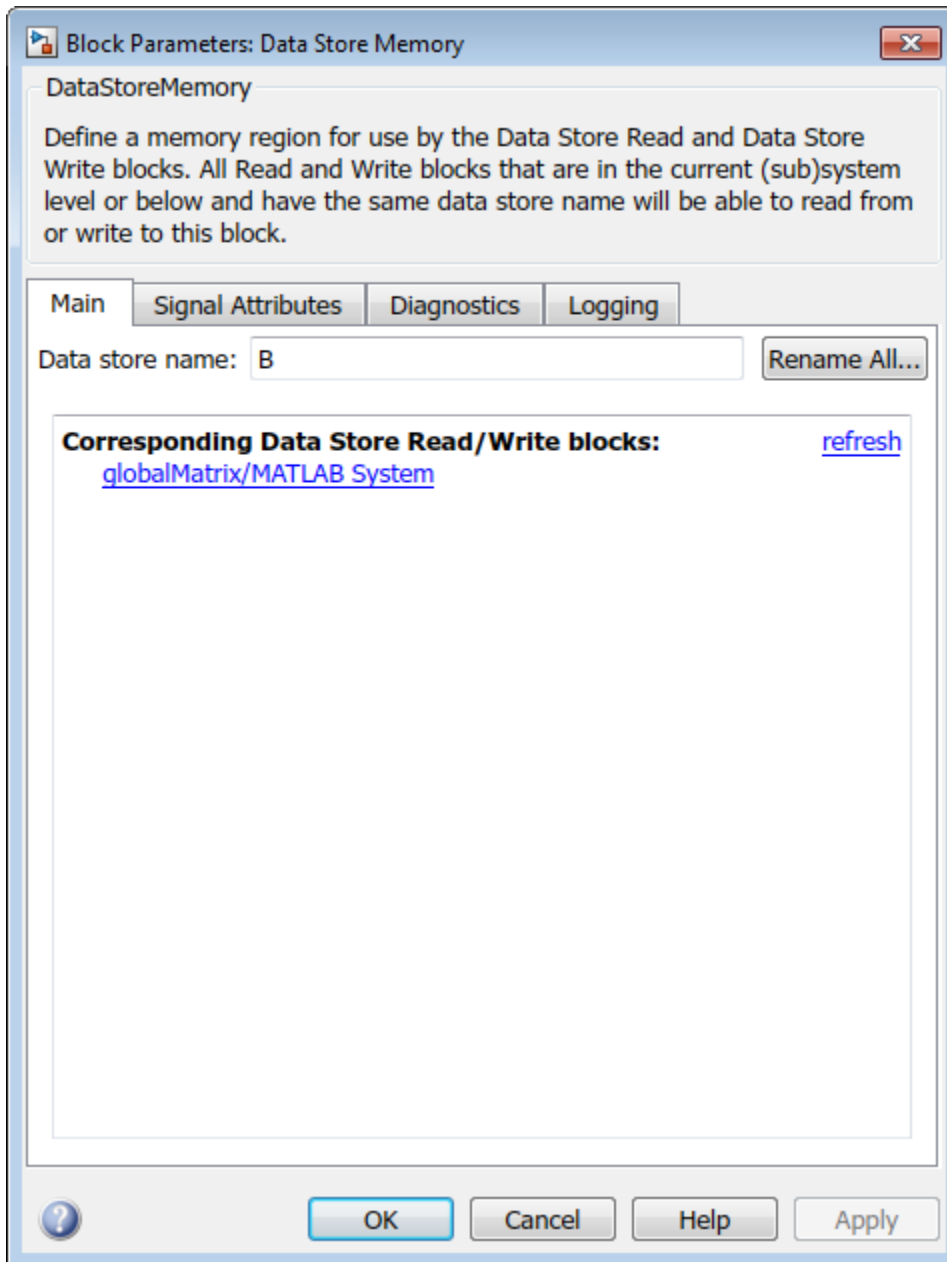 Block Parameters: Data Store Memory
DataStoreMemory
Define a memory region for use by the Data Store Read and Data Store
Write blocks. All Read and Write blocks that are in the current (sub)system
level or below and have the same data store name will be able to read from
or write to this block.
Main Signal Attributes Diagnostics Logging
Data store name: B Rename All...
Corresponding Data Store Read/Write blocks: refresh
globalMatrix/MATLAB System
OK Cancel Help Apply